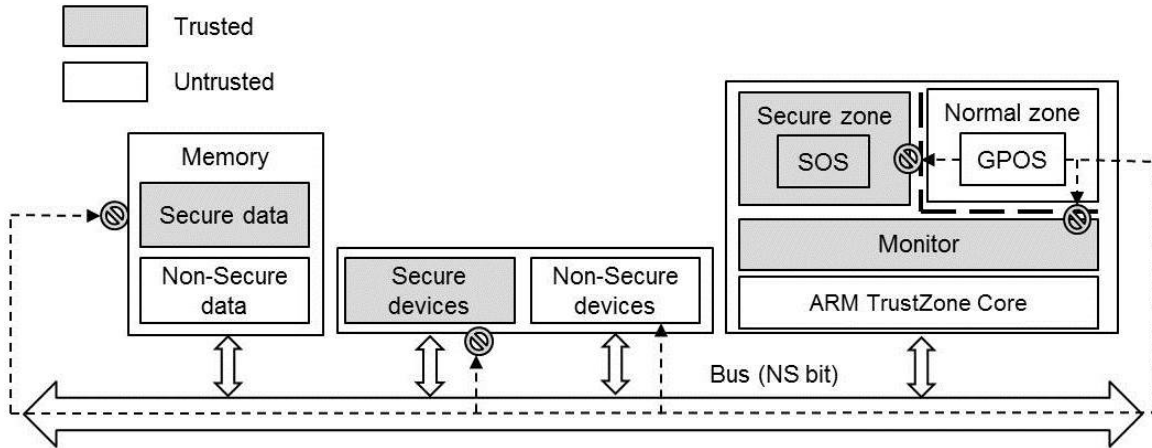 Trusted
Untrusted
Memory
Secure data
Non-Secure
data
Secure
devices
Non-Secure
devices
Secure zone
SOS
Normal zone
GPOS
Monitor
ARM TrustZone Core
Bus (NS bit)